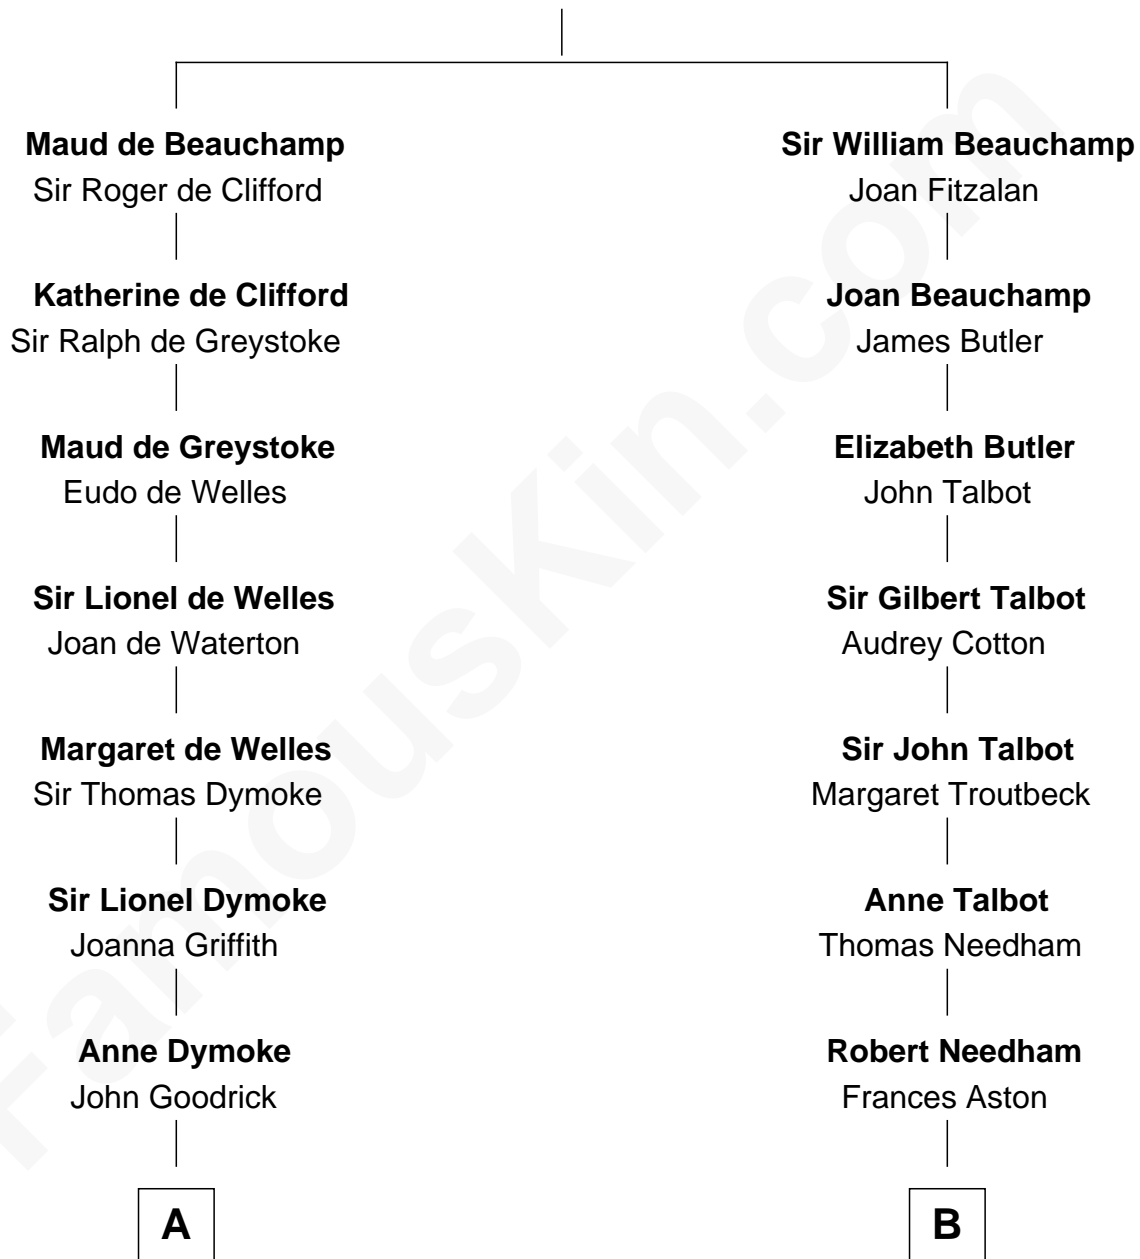 Maud de Beauchamp
Sir Roger de Clifford
Katherine de Clifford
Sir Ralph de Greystoke
Maud de Greystoke
Eudo de Welles
Sir Lionel de Welles
Joan de Waterton
Margaret de Welles
Sir Thomas Dymoke
Sir Lionel Dymoke
Joanna Griffith
Anne Dymoke
John Goodrick
A
Sir William Beauchamp
Joan Fitzalan
Joan Beauchamp
James Butler
Elizabeth Butler
John Talbot
Sir Gilbert Talbot
Audrey Cotton
Sir John Talbot
Margaret Troutbeck
Anne Talbot
Thomas Needham
Robert Needham
Frances Aston
B
FamousKin.com